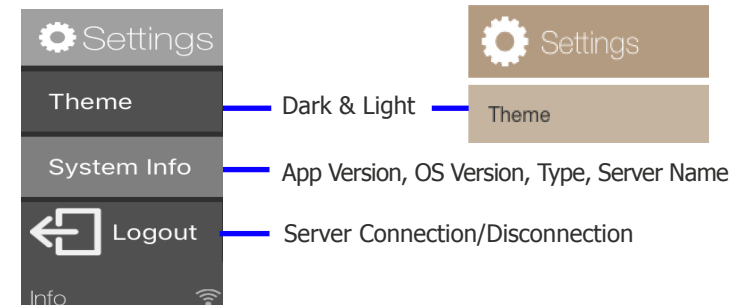 Settings
Settings
Theme
Dark & Light
Theme
System Info
App Version, OS Version, Type, Server Name
Logout
Server Connection/Disconnection
Info